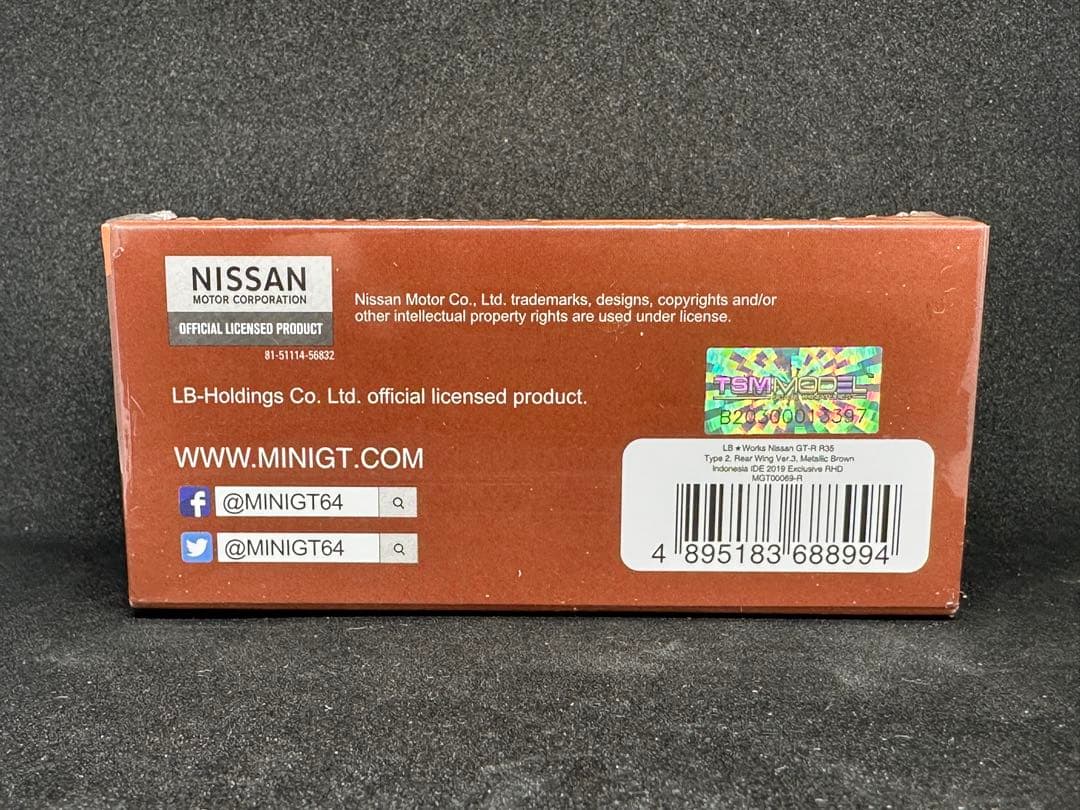 NISSAN
MOTOR CORPORATION
OFFICIAL LICENSED PRODUCT
81-51114-56832
Nissan Motor Co., Ltd. trademarks, designs, copyrights and/or
other intellectual property rights are used under license.
LB-Holdings Co. Ltd. official licensed product.
WWW.MINIGT.COM
f @MINIGT64
@MINIGT64
TSM MODEL
B20300013397
LB★Works Nissan GT-R R35
Type 2, Rear Wing Ver.3, Metallic Brown
Indonesia IDE 2019 Exclusive RHD
MGT00069-R
4 895183 688994